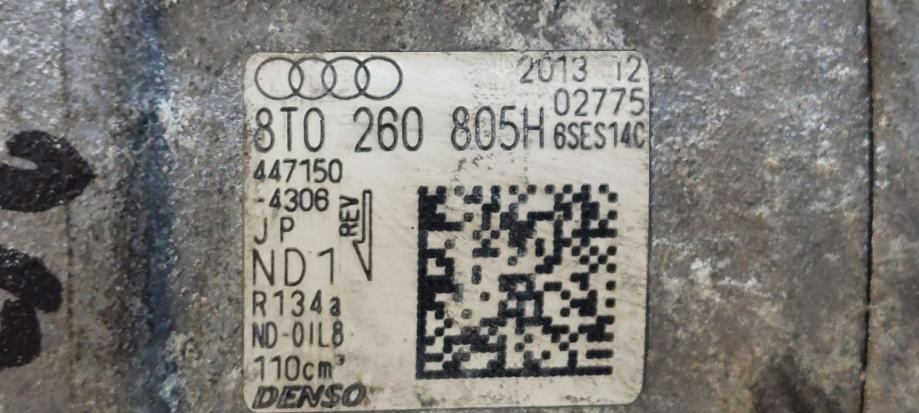 2013 12
02775
8T0 260 805H 6SES14C
447150
-4306
REV
JP
ND1
R134a
ND-OIL8
110cm³
DENSO